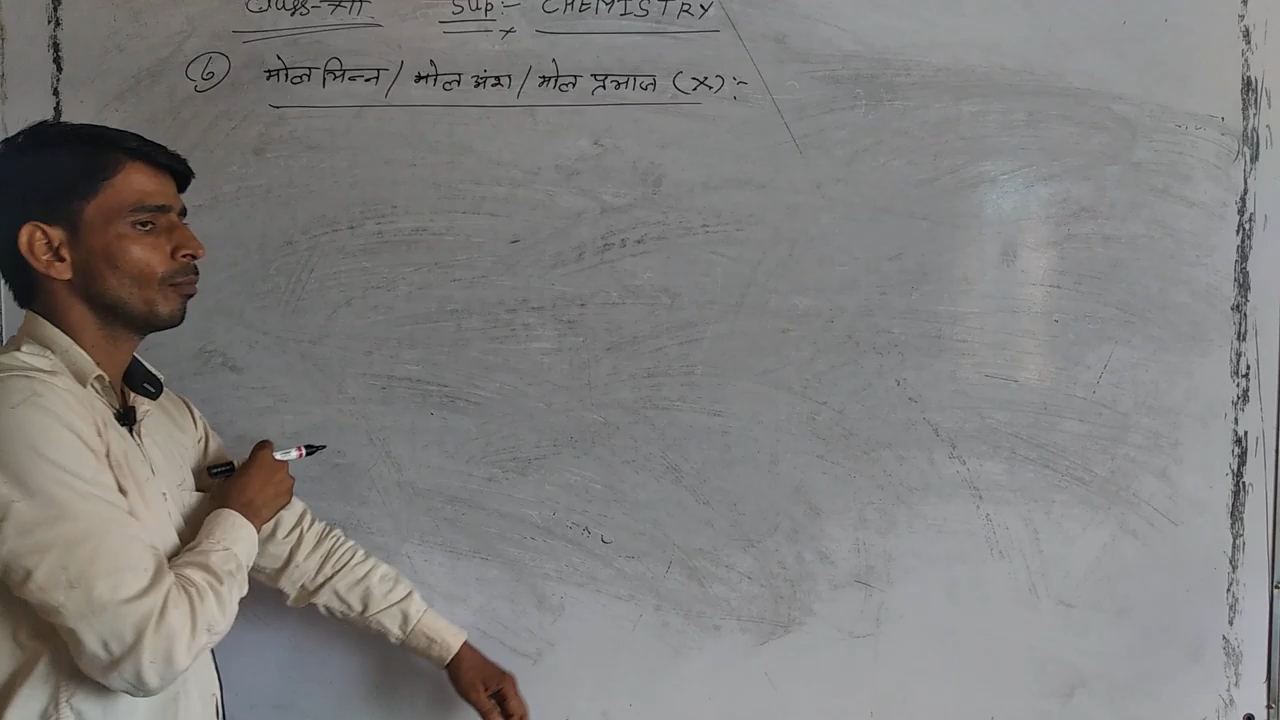 Sub:- CHEMISTRY
(6) मोल भिन्न / मोल अंश / मोल प्रभाज (x):-